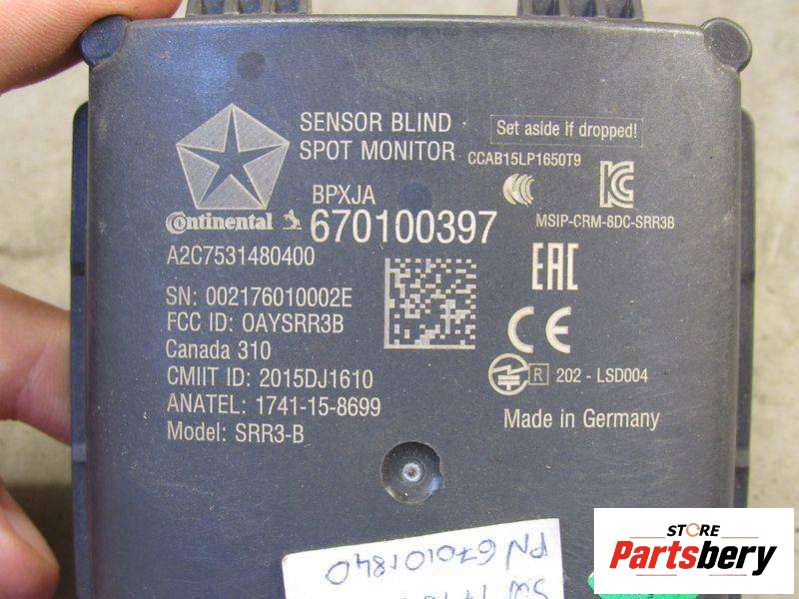 SENSOR BLIND
SPOT MONITOR
Set aside if dropped!
CCAB15LP1650T9
BPXJA
Continental
670100397
MSIP-CRM-8DC-SRR3B
A2C7531480400
EAC
SN: 002176010002E
FCC ID: OAYSRR3B
CE
Canada 310
CMIIT ID: 2015DJ1610
R 202 - LSD004
ANATEL: 1741-15-8699
Made in Germany
Model: SRR3-B
PN 670101840
STORE
Partsbery